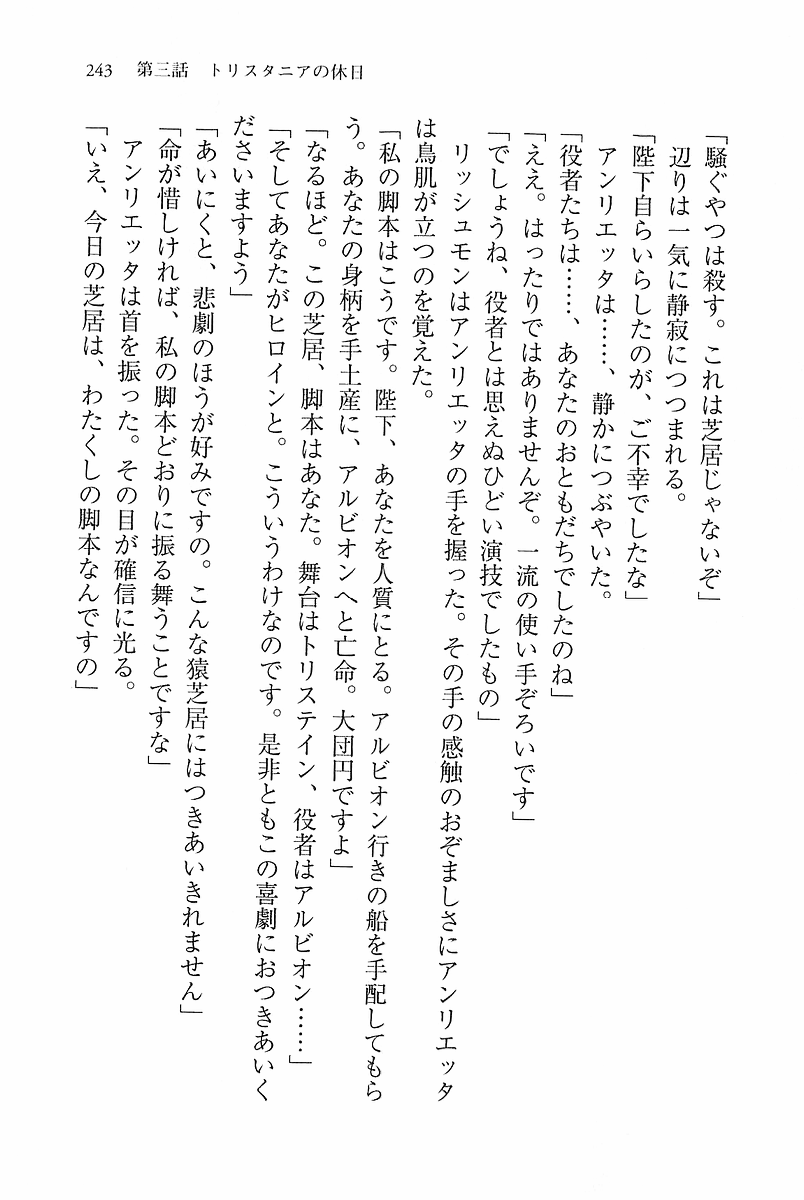 243　第三話　トリスタニアの休日
「騒ぐやつは殺す。これは芝居じゃないぞ」
辺りは一気に静寂につつまれる。
「陛下自らいらしたのが、ご不幸でしたな」
アンリエッタは……、静かにつぶやいた。
「役者たちは……、あなたのおともだちでしたのね」
「ええ。はったりではありませんぞ。一流の使い手ぞろいです」
「でしょうね、役者とは思えぬひどい演技でしたもの」
リッシュモンはアンリエッタの手を握った。その手の感触のおぞましさにアンリエッタ
は鳥肌が立つのを覚えた。
「私の脚本はこうです。陛下、あなたを人質にとる。アルビオン行きの船を手配してもら
う。あなたの身柄を手土産に、アルビオンへと亡命。大団円ですよ」
「なるほど。この芝居、脚本はあなた。舞台はトリステイン、役者はアルビオン……」
「そしてあなたがヒロインと。こういうわけなのです。是非ともこの喜劇におつきあいく
ださいますよう」
「あいにくと、悲劇のほうが好みですの。こんな猿芝居にはつきあいきれません」
「命が惜しければ、私の脚本どおりに振る舞うことですな」
アンリエッタは首を振った。その目が確信に光る。
「いえ、今日の芝居は、わたくしの脚本なんですの」